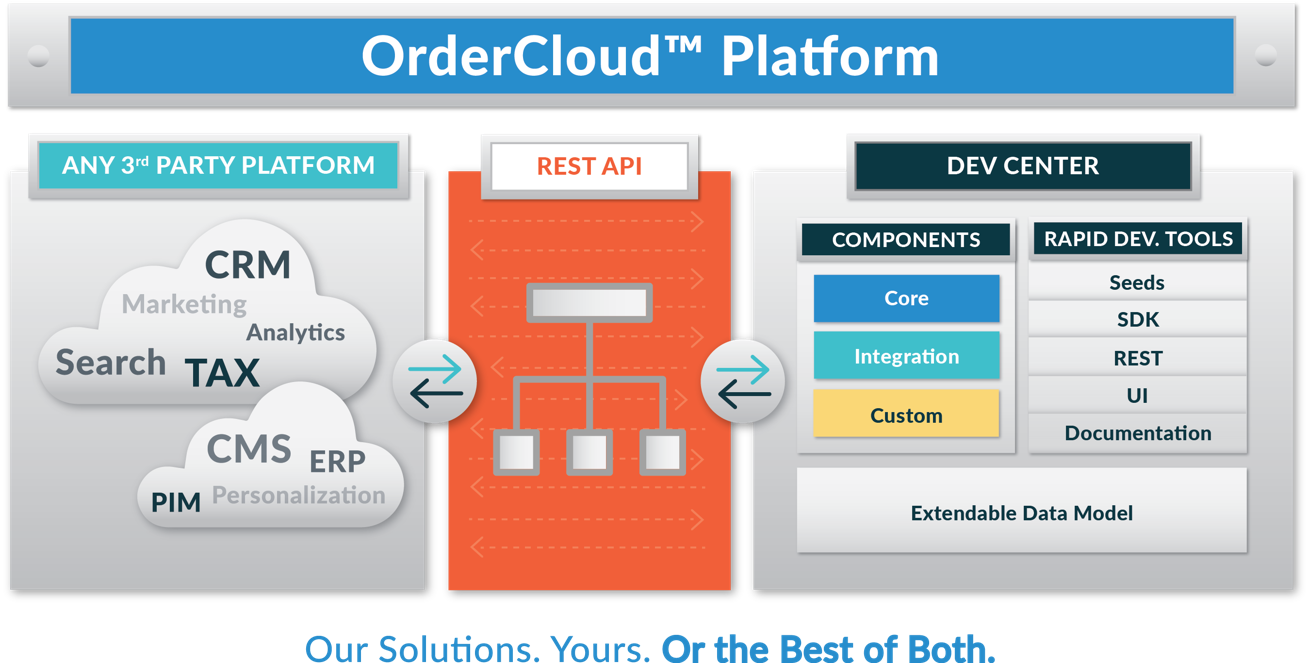 OrderCloud™ Platform
ANY 3rd PARTY PLATFORM
CRM
Marketing
Analytics
Search TAX
CMS ERP
PIM Personalization
REST API
DEV CENTER
COMPONENTS
Core
Integration
Custom
RAPID DEV. TOOLS
Seeds
SDK
REST
UI
Documentation
Extendable Data Model
Our Solutions. Yours. Or the Best of Both.